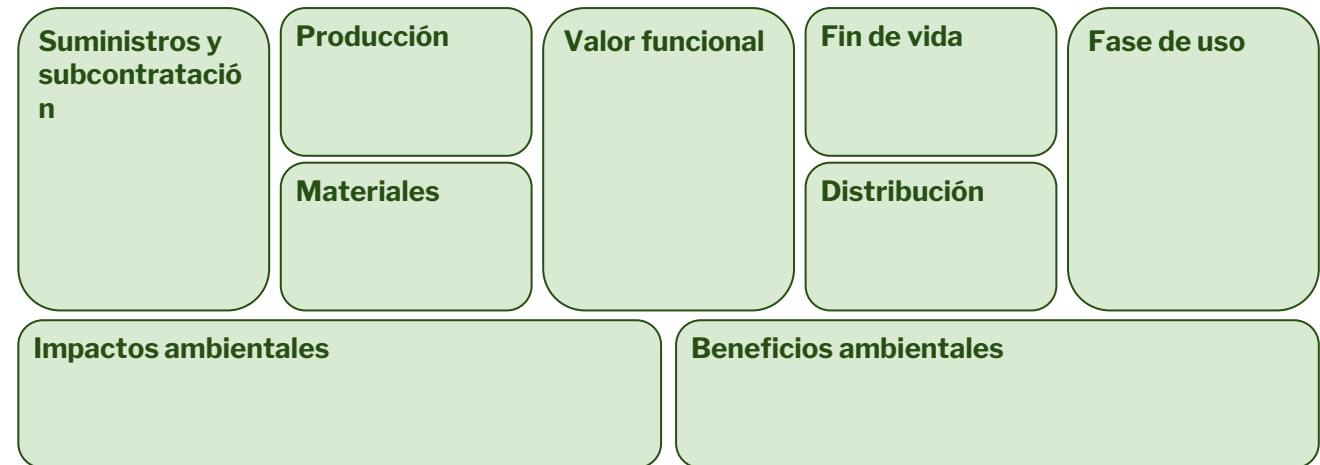 Suministros y
subcontratació
n
Producción
Materiales
Valor funcional
Fin de vida
Distribución
Fase de uso
Impactos ambientales
Beneficios ambientales